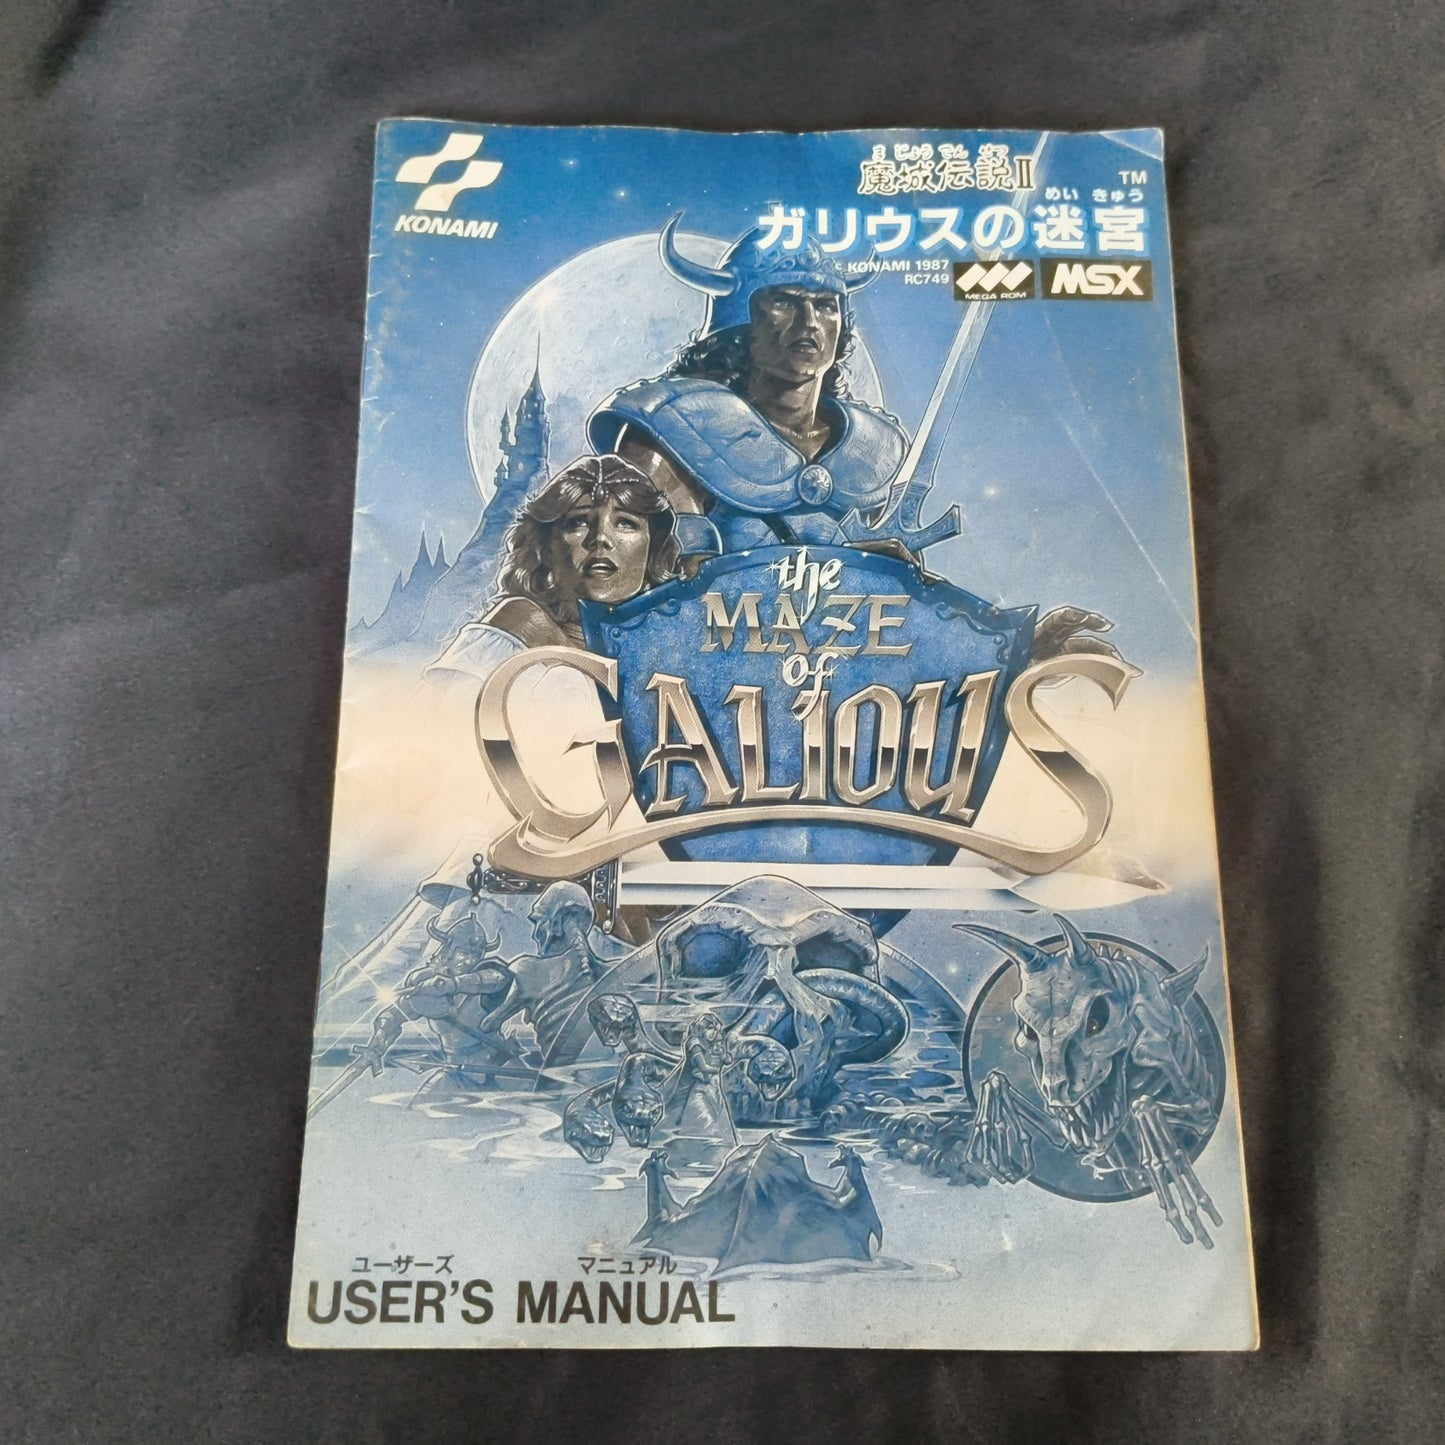 KONAMI
まじょうでんせつ
魔城伝説II
TM
めいきゅう
ガリウスの迷宮
© KONAMI 1987
RC749
MEGA ROM
MSX
the
MAZE
of
GALIOUS
ユーザーズ マニュアル
USER'S MANUAL